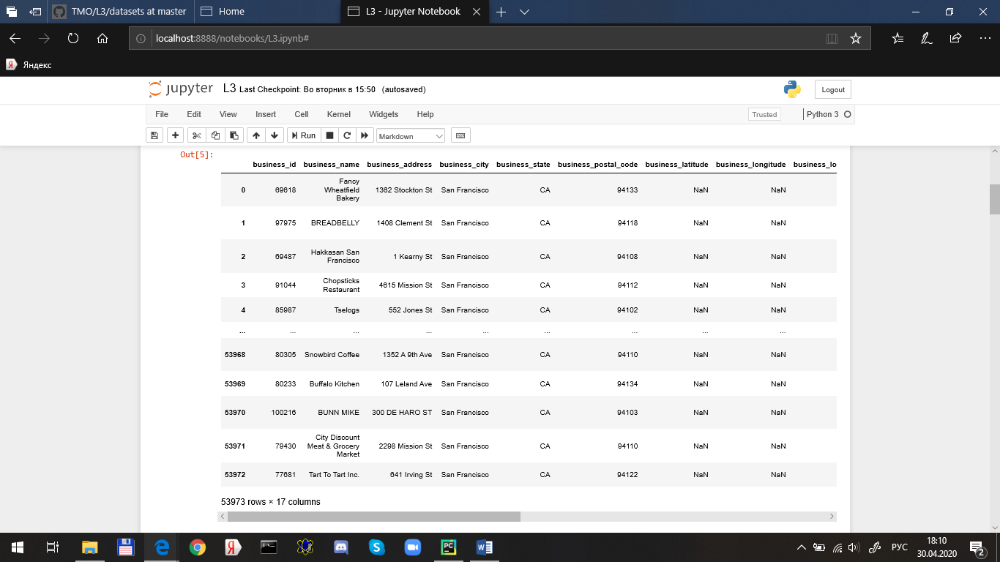 TMO/L3/datasets at master
Home
L3 - Jupyter Notebook
localhost:8888/notebooks/L3.ipynb#
Я Яндекс
jupyter L3 Last Checkpoint: Во вторник в 15:50 (autosaved)
Logout
File Edit View Insert Cell Kernel Widgets Help
Trusted
Python 3
Run
Markdown
Out[5]:
business_id business_name business_address business_city business_state business_postal_code business_latitude business_longitude business_lo
0 69618 Fancy Wheatfield Bakery 1362 Stockton St San Francisco CA 94133 NaN NaN
1 97975 BREADBELLY 1408 Clement St San Francisco CA 94118 NaN NaN
2 69487 Hakkasan San Francisco 1 Kearny St San Francisco CA 94108 NaN NaN
3 91044 Chopsticks Restaurant 4615 Mission St San Francisco CA 94112 NaN NaN
4 85987 Tselogs 552 Jones St San Francisco CA 94102 NaN NaN
... ... ... ... ... ... ... ... ...
53968 80305 Snowbird Coffee 1352 A 9th Ave San Francisco CA 94110 NaN NaN
53969 80233 Buffalo Kitchen 107 Leland Ave San Francisco CA 94134 NaN NaN
53970 100216 BUNN MIKE 300 DE HARO ST San Francisco CA 94103 NaN NaN
53971 79430 City Discount Meat & Grocery Market 2298 Mission St San Francisco CA 94110 NaN NaN
53972 77681 Tart To Tart Inc. 641 Irving St San Francisco CA 94122 NaN NaN
53973 rows × 17 columns
РУС
18:10
30.04.2020
2